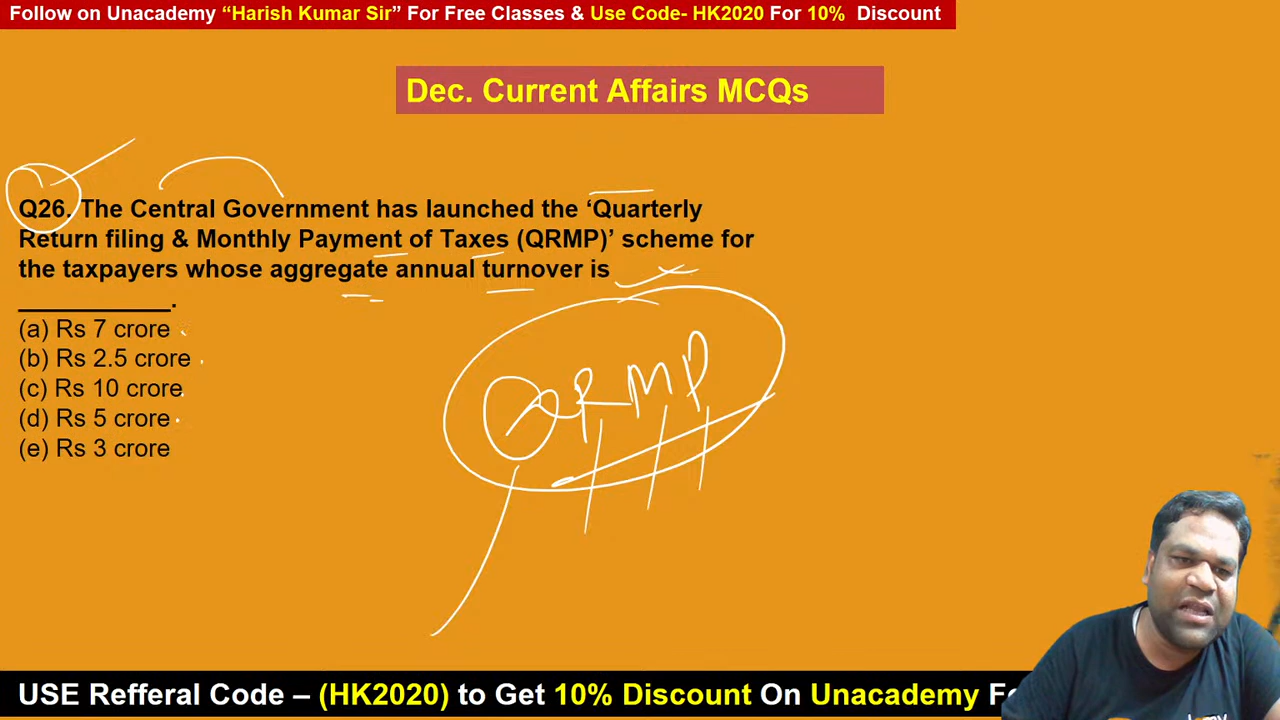 Follow on Unacademy “Harish Kumar Sir” For Free Classes & Use Code- HK2020 For 10% Discount
Dec. Current Affairs MCQs
Q26. The Central Government has launched the ‘Quarterly
Return filing & Monthly Payment of Taxes (QRMP)’ scheme for
the taxpayers whose aggregate annual turnover is
___________.
(a) Rs 7 crore
(b) Rs 2.5 crore
(c) Rs 10 crore
(d) Rs 5 crore
(e) Rs 3 crore
QRMP
USE Refferal Code – (HK2020) to Get 10% Discount On Unacademy